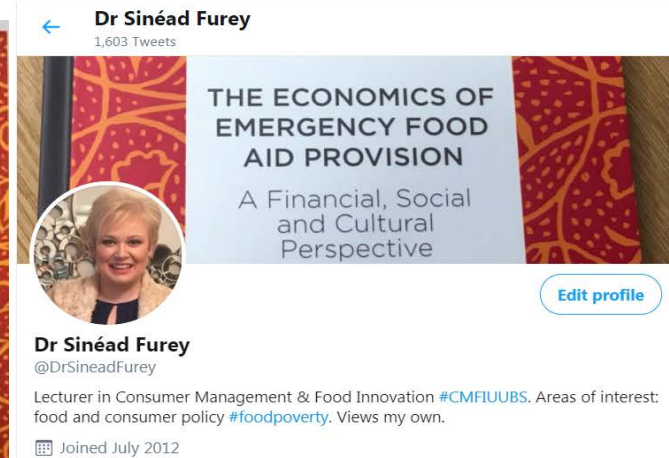 Dr Sinéad Furey
1,603 Tweets
THE ECONOMICS OF
EMERGENCY FOOD
AID PROVISION
A Financial, Social
and Cultural
Perspective
Edit profile
Dr Sinéad Furey
@DrSineadFurey
Lecturer in Consumer Management & Food Innovation #CMFIUUBS. Areas of interest:
food and consumer policy #foodpoverty. Views my own.
Joined July 2012